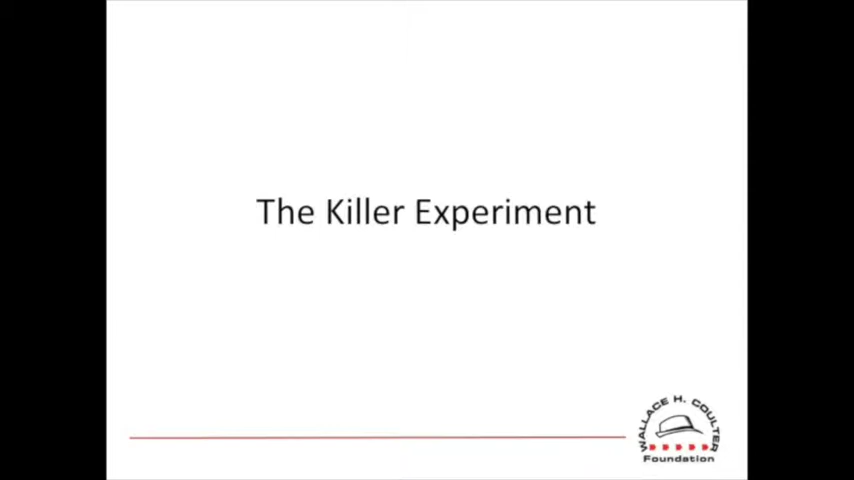 The Killer Experiment
WALLACE H. COULTER
Foundation